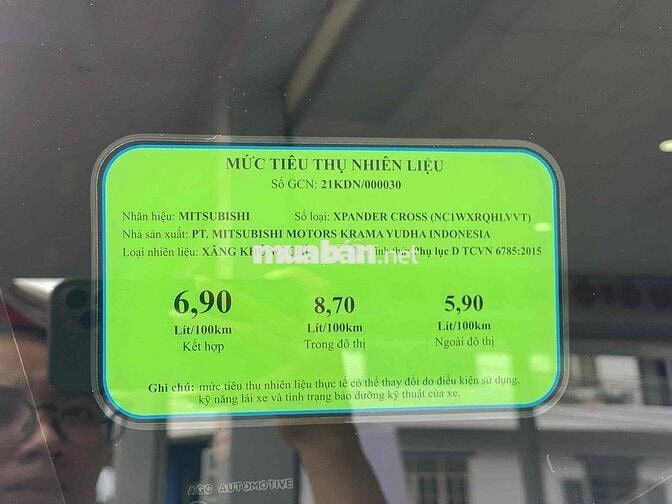 MỨC TIÊU THỤ NHIÊN LIỆU
Số GCN: 21KDN/000030
Nhãn hiệu: MITSUBISHI Số loại: XPANDER CROSS (NC1WXRQHLVVT)
Nhà sản xuất: PT. MITSUBISHI MOTORS KRAMA YUDHA INDONESIA
Loại nhiên liệu: XĂNG KHÔNG Phụ lục D TCVN 6785:2015
muabán.net
6,90 8,70 5,90
Lít/100km Lít/100km Lít/100km
Kết hợp Trong đô thị Ngoài đô thị
Ghi chú: mức tiêu thụ nhiên liệu thực tế có thể thay đổi do điều kiện sử dụng,
kỹ năng lái xe và tình trạng bảo dưỡng kỹ thuật của xe.
AGC AUTOMOTIVE